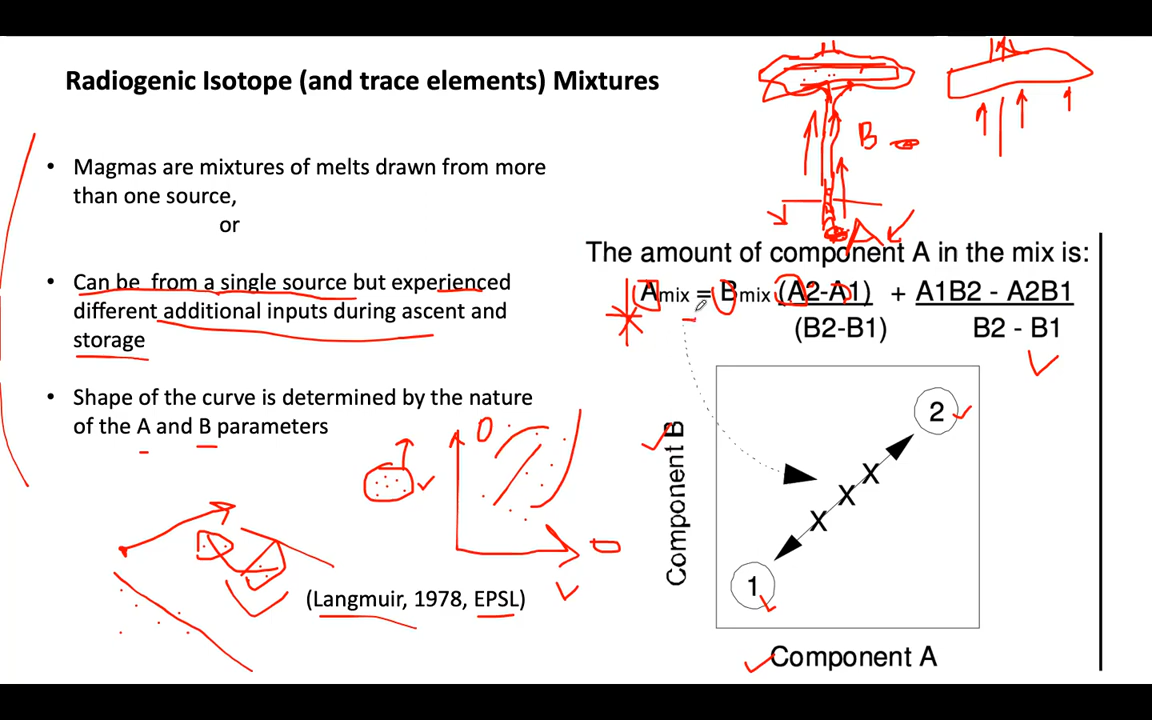 Radiogenic Isotope (and trace elements) Mixtures
• Magmas are mixtures of melts drawn from more
than one source,
or
• Can be from a single source but experienced
different additional inputs during ascent and
storage
• Shape of the curve is determined by the nature
of the A and B parameters
(Langmuir, 1978, EPSL)
B
A
The amount of component A in the mix is:
Amix = Bmix (A2-A1) + A1B2 - A2B1
(B2-B1) B2 - B1
Component B
2
X
X
X
1
Component A